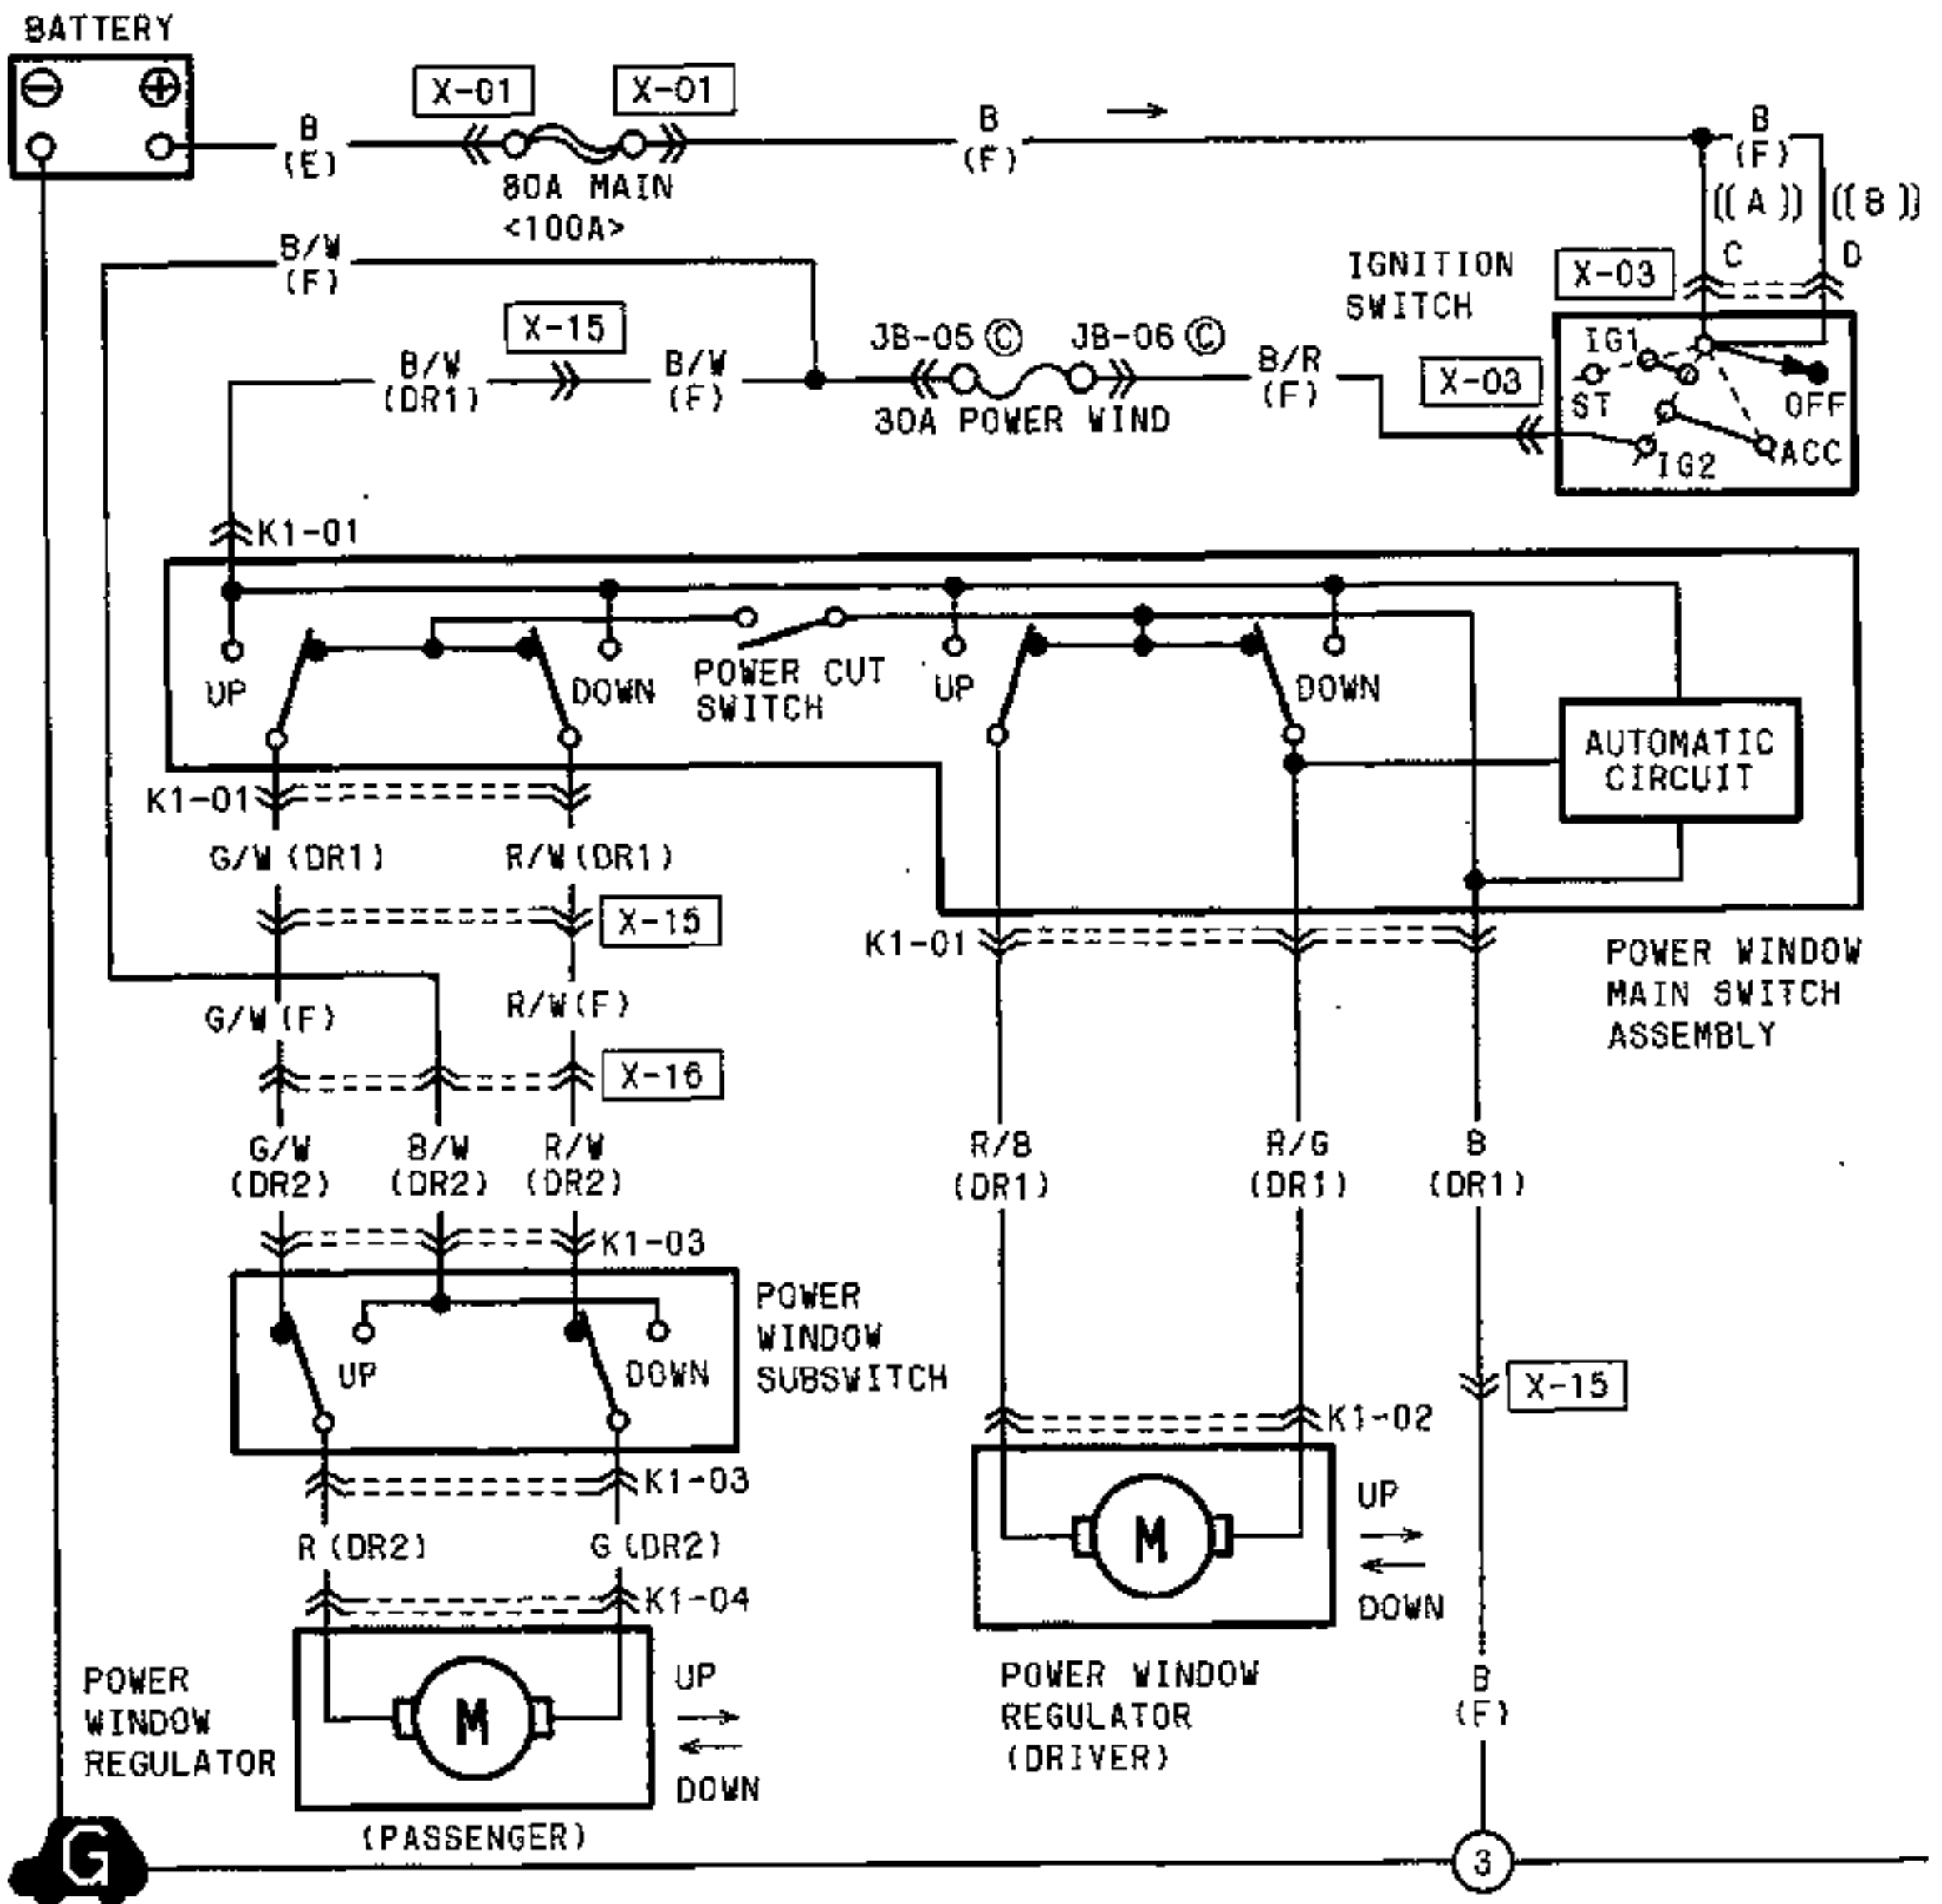 BATTERY
X-01
X-01
B
(E)
80A MAIN
<100A>
B
(F)
B
(F)
((A))
((B))
C
D
B/W
(F)
X-15
B/W
(DR1)
B/W
(F)
JB-05 Ⓒ
JB-06 Ⓒ
30A POWER WIND
B/R
(F)
IGNITION
SWITCH
X-03
X-03
IG1
ST
OFF
IG2
ACC
K1-01
UP
DOWN
POWER CUT
SWITCH
UP
DOWN
AUTOMATIC
CIRCUIT
K1-01
G/W (DR1)
R/W (DR1)
X-15
K1-01
POWER WINDOW
MAIN SWITCH
ASSEMBLY
G/W (F)
R/W (F)
X-16
G/W
(DR2)
B/W
(DR2)
R/W
(DR2)
R/B
(DR1)
R/G
(DR1)
B
(DR1)
K1-03
UP
DOWN
POWER
WINDOW
SUBSWITCH
X-15
K1-02
K1-03
R (DR2)
G (DR2)
M
UP
DOWN
K1-04
POWER
WINDOW
REGULATOR
M
UP
DOWN
(PASSENGER)
POWER WINDOW
REGULATOR
(DRIVER)
B
(F)
G
3